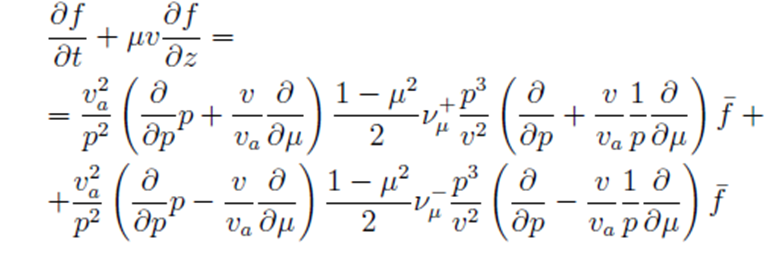 ∂f/∂t + μv ∂f/∂z =
= v_a^2/p^2 (∂/∂p p + v/v_a ∂/∂μ) (1 − μ^2)/2 ν_μ^+ p^3/v^2 (∂/∂p + v/v_a 1/p ∂/∂μ) f̄ +
+ v_a^2/p^2 (∂/∂p p − v/v_a ∂/∂μ) (1 − μ^2)/2 ν_μ^− p^3/v^2 (∂/∂p − v/v_a 1/p ∂/∂μ) f̄